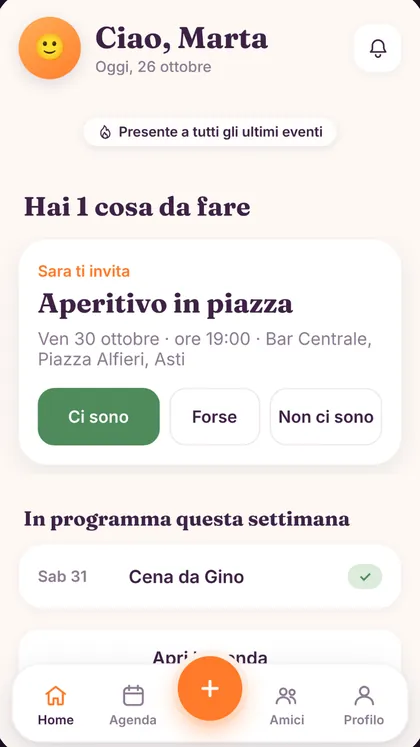 Ciao, Marta
Oggi, 26 ottobre
Presente a tutti gli ultimi eventi
Hai 1 cosa da fare
Sara ti invita
Aperitivo in piazza
Ven 30 ottobre · ore 19:00 · Bar Centrale,
Piazza Alfieri, Asti
Ci sono
Forse
Non ci sono
In programma questa settimana
Sab 31
Cena da Gino
Apri
Home
Agenda
Amici
Profilo